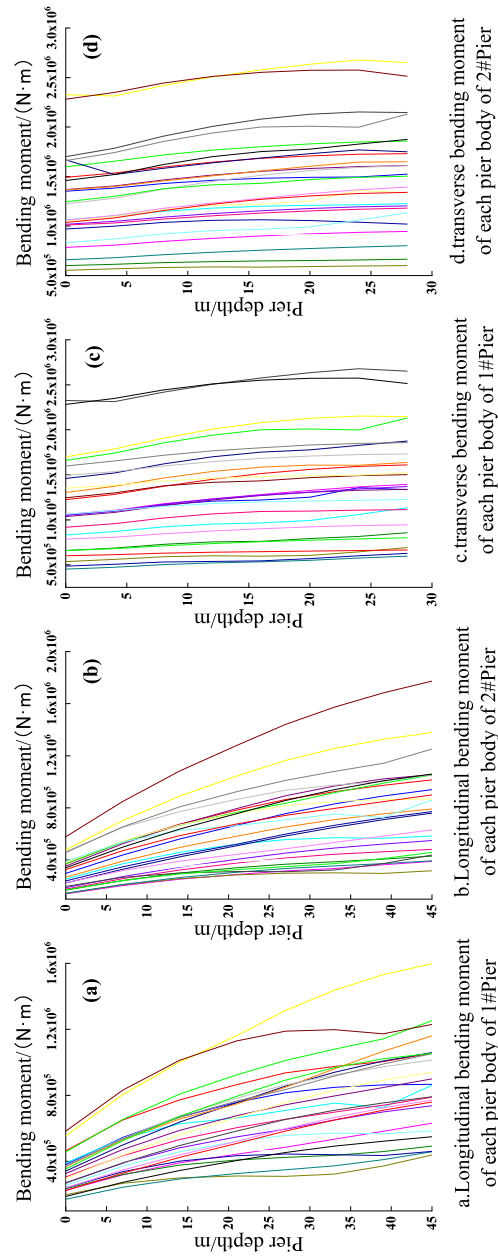 Bending moment/(N·m)
4.0x10⁵ 8.0x10⁵ 1.2x10⁶ 1.6x10⁶
(a)
Pier depth/m
0
5
10
15
20
25
30
35
40
45
a.Longitudinal bending moment
of each pier body of 1#Pier
Bending moment/(N·m)
4.0x10⁵ 8.0x10⁵ 1.2x10⁶ 1.6x10⁶ 2.0x10⁶
(b)
Pier depth/m
0
5
10
15
20
25
30
35
40
45
b.Longitudinal bending moment
of each pier body of 2#Pier
Bending moment/(N·m)
5.0x10⁵ 1.0x10⁶ 1.5x10⁶ 2.0x10⁶ 2.5x10⁶ 3.0x10⁶
(c)
Pier depth/m
0
5
10
15
20
25
30
c.transverse bending moment
of each pier body of 1#Pier
Bending moment/(N·m)
5.0x10⁵ 1.0x10⁶ 1.5x10⁶ 2.0x10⁶ 2.5x10⁶ 3.0x10⁶
(d)
Pier depth/m
0
5
10
15
20
25
30
d.transverse bending moment
of each pier body of 2#Pier